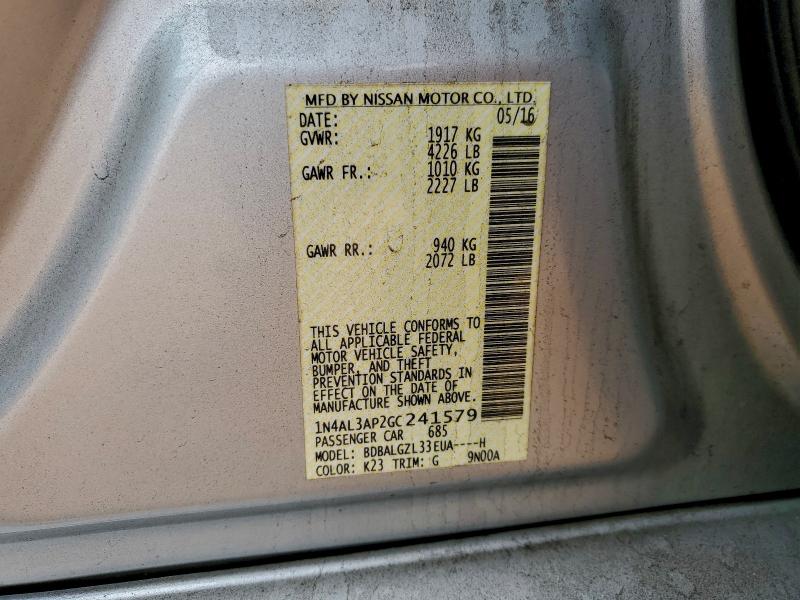 MFD BY NISSAN MOTOR CO., LTD.
DATE: 05/16
GVWR: 1917 KG
4226 LB
GAWR FR.: 1010 KG
2227 LB
GAWR RR.: 940 KG
2072 LB
THIS VEHICLE CONFORMS TO
ALL APPLICABLE FEDERAL
MOTOR VEHICLE SAFETY,
BUMPER, AND THEFT
PREVENTION STANDARDS IN
EFFECT ON THE DATE OF
MANUFACTURE SHOWN ABOVE.
1N4AL3AP2GC241579
PASSENGER CAR 685
MODEL: BDBALGZL33EUA----H
COLOR: K23 TRIM: G 9N00A